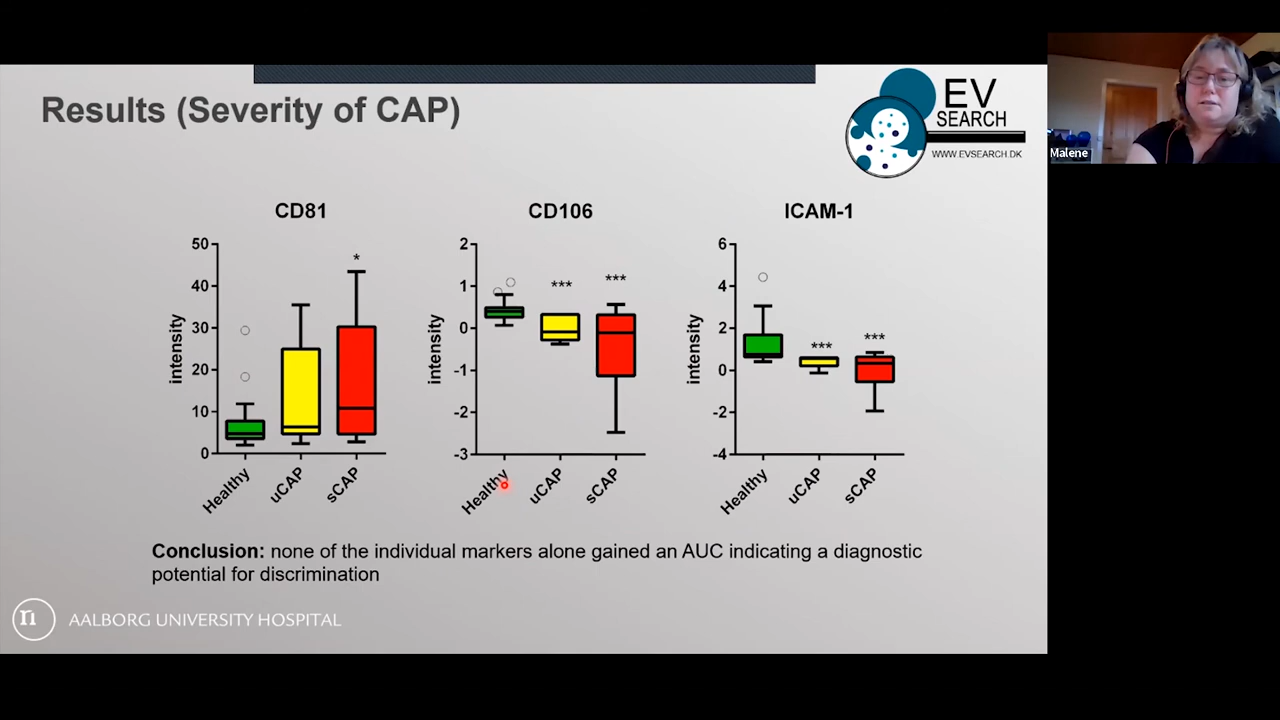 Results (Severity of CAP)
EV
SEARCH
WWW.EVSEARCH.DK
Malene
CD81
50
40
30
20
10
0
intensity
*
Healthy
uCAP
sCAP
CD106
2
1
0
-1
-2
-3
intensity
***
***
Healthy
uCAP
sCAP
ICAM-1
6
4
2
0
-2
-4
intensity
***
***
Healthy
uCAP
sCAP
Conclusion: none of the individual markers alone gained an AUC indicating a diagnostic
potential for discrimination
n
AALBORG UNIVERSITY HOSPITAL